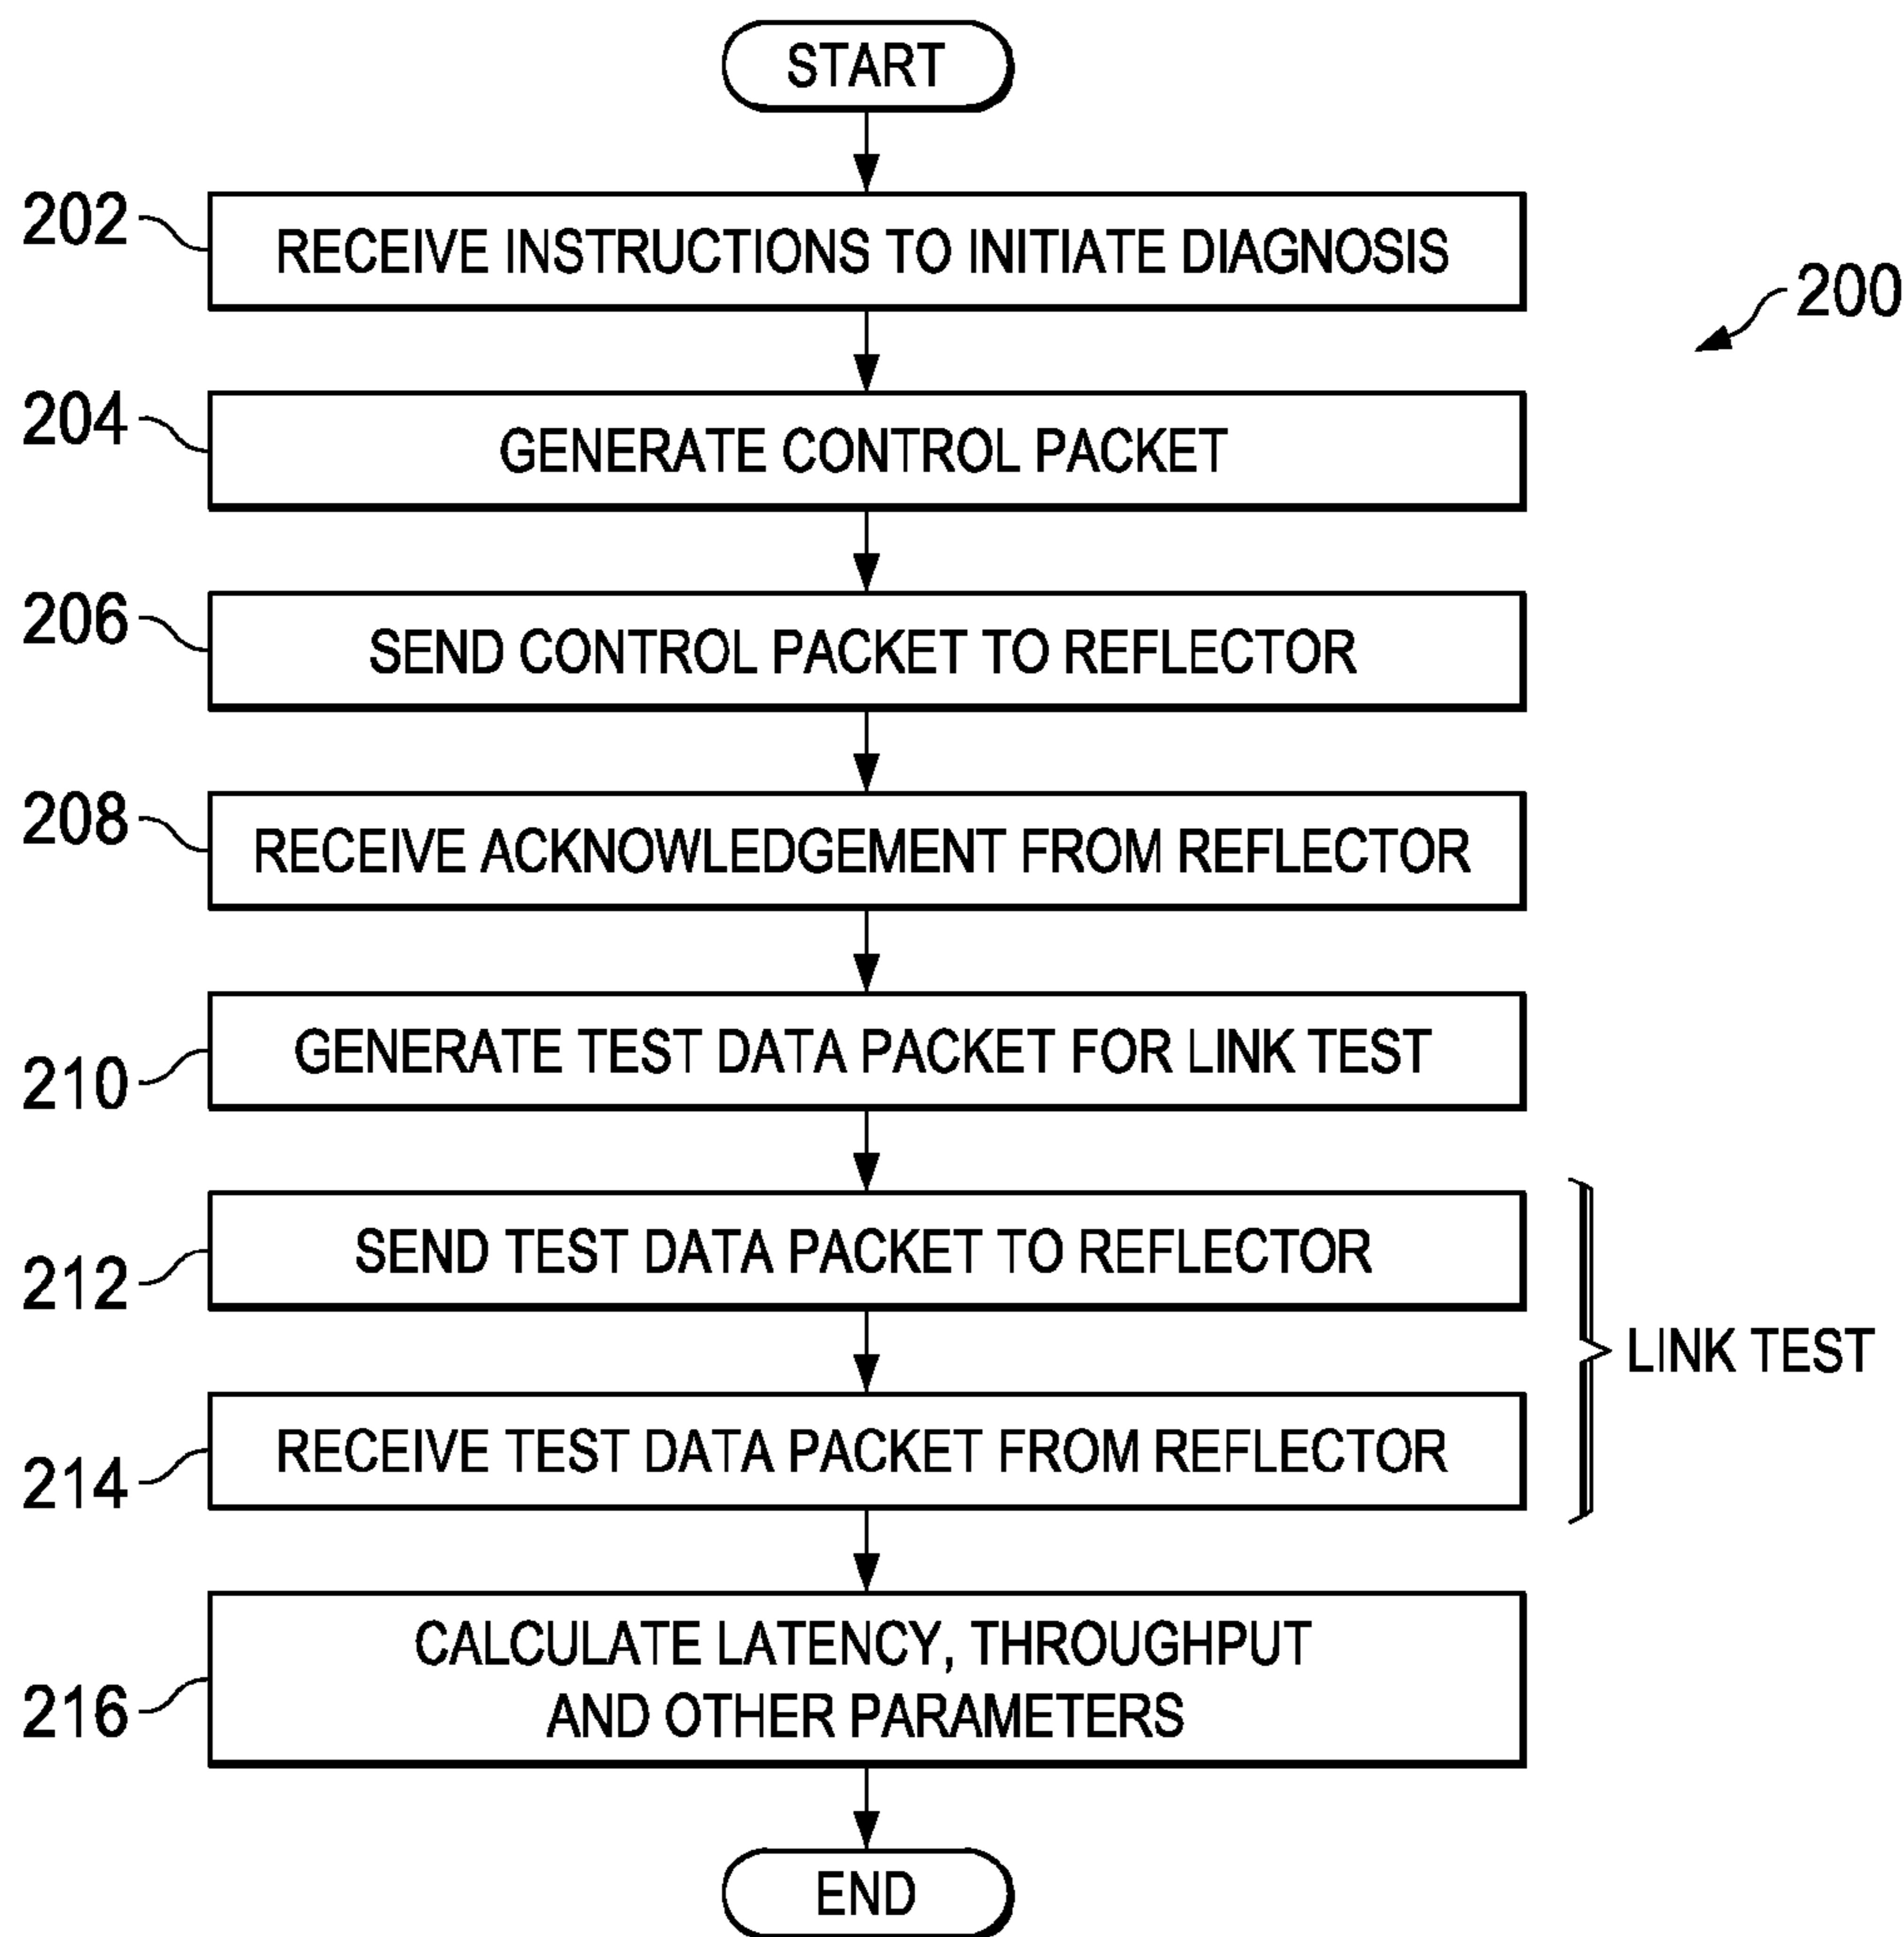 START
202
RECEIVE INSTRUCTIONS TO INITIATE DIAGNOSIS
200
204
GENERATE CONTROL PACKET
206
SEND CONTROL PACKET TO REFLECTOR
208
RECEIVE ACKNOWLEDGEMENT FROM REFLECTOR
210
GENERATE TEST DATA PACKET FOR LINK TEST
212
SEND TEST DATA PACKET TO REFLECTOR
LINK TEST
214
RECEIVE TEST DATA PACKET FROM REFLECTOR
216
CALCULATE LATENCY, THROUGHPUT
AND OTHER PARAMETERS
END